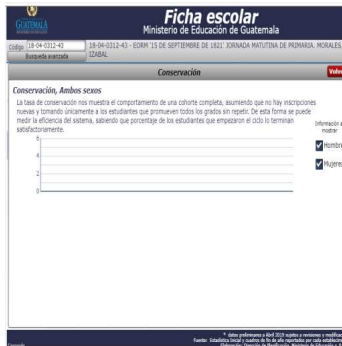 GUATEMALA
Ficha escolar
Ministerio de Educación de Guatemala
Código 18-04-0312-43
18-04-0312-43 - EORM '15 DE SEPTIEMBRE DE 1821' JORNADA MATUTINA DE PRIMARIA. MORALES, IZABAL
Busqueda avanzada
Conservación
Volve
Conservación, Ambos sexos
La tasa de conservación nos muestra el comportamiento de una cohorte completa, asumiendo que no hay inscripciones
nuevas y tomando únicamente a los estudiantes que promueven todos los grados sin repetir. De esta forma se puede
medir la eficiencia del sistema, sabiendo que porcentaje de los estudiantes que empezaron el ciclo lo terminan
satisfactoriamente.
Información a
mostrar
6
4
2
0
Hombre
Mujeres
* datos preliminares a Abril 2019 sujetos a revisiones y modificac
Fuente: Estadística Inicial y cuadros de fin de año reportados por cada establecimi